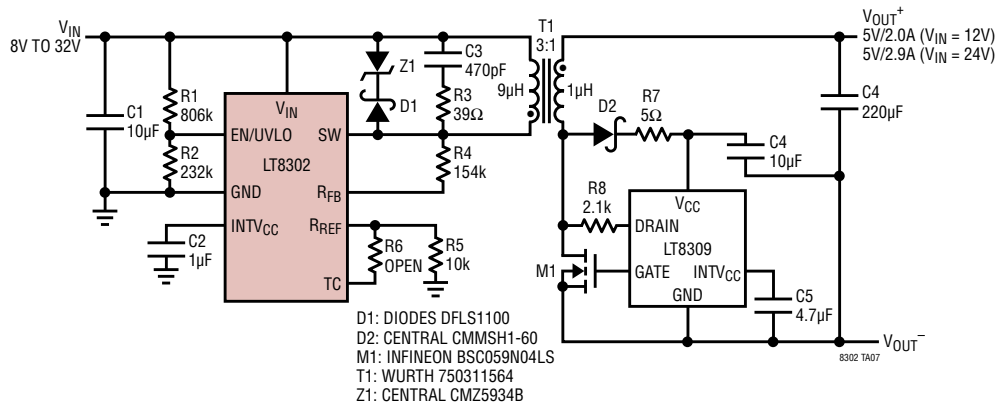 V_IN
8V TO 32V
C1
10µF
R1
806k
R2
232k
C2
1µF
V_IN
EN/UVLO
SW
LT8302
GND
R_FB
INTV_CC
R_REF
TC
Z1
D1
C3
470pF
R3
39Ω
R4
154k
R6
OPEN
R5
10k
T1
3:1
9µH
1µH
D2
R7
5Ω
C4
10µF
R8
2.1k
V_CC
DRAIN
LT8309
GATE
INTV_CC
GND
M1
C5
4.7µF
V_OUT⁺
5V/2.0A (V_IN = 12V)
5V/2.9A (V_IN = 24V)
C4
220µF
V_OUT⁻
8302 TA07
D1: DIODES DFLS1100
D2: CENTRAL CMMSH1-60
M1: INFINEON BSC059N04LS
T1: WURTH 750311564
Z1: CENTRAL CMZ5934B